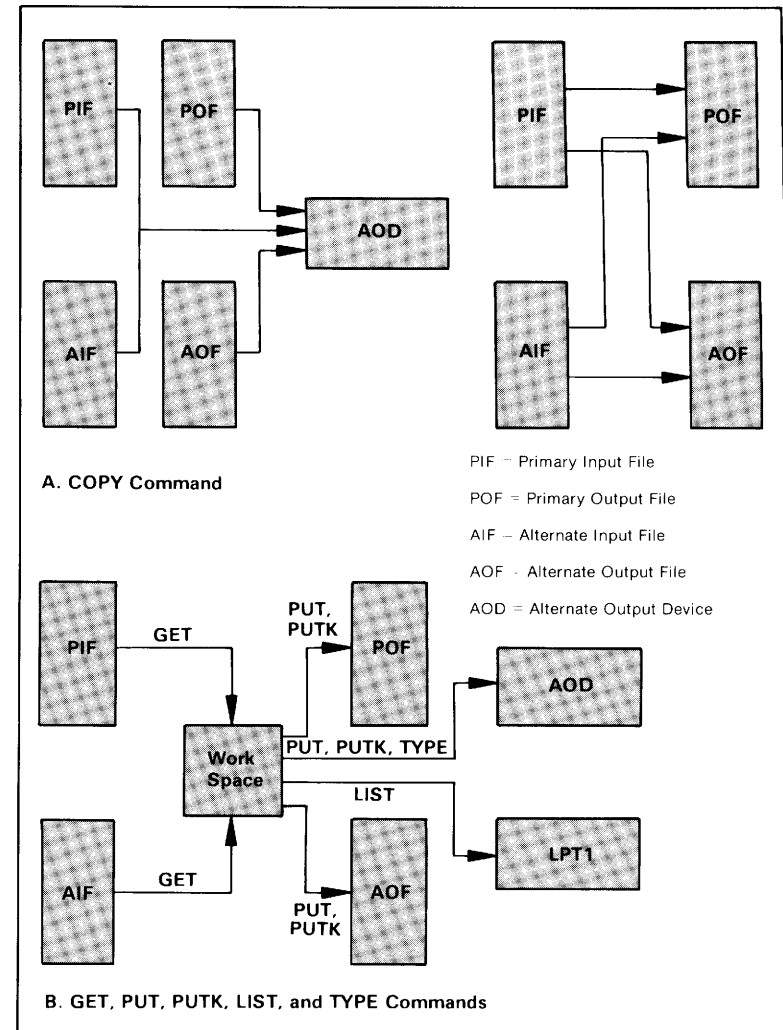 PIF
POF
AOD
AIF
AOF
PIF
POF
AIF
AOF
A. COPY Command
PIF = Primary Input File
POF = Primary Output File
AIF – Alternate Input File
AOF - Alternate Output File
AOD = Alternate Output Device
PIF
GET
PUT,
PUTK
POF
AOD
Work
Space
PUT, PUTK, TYPE
LIST
LPT1
AIF
GET
PUT,
PUTK
AOF
B. GET, PUT, PUTK, LIST, and TYPE Commands